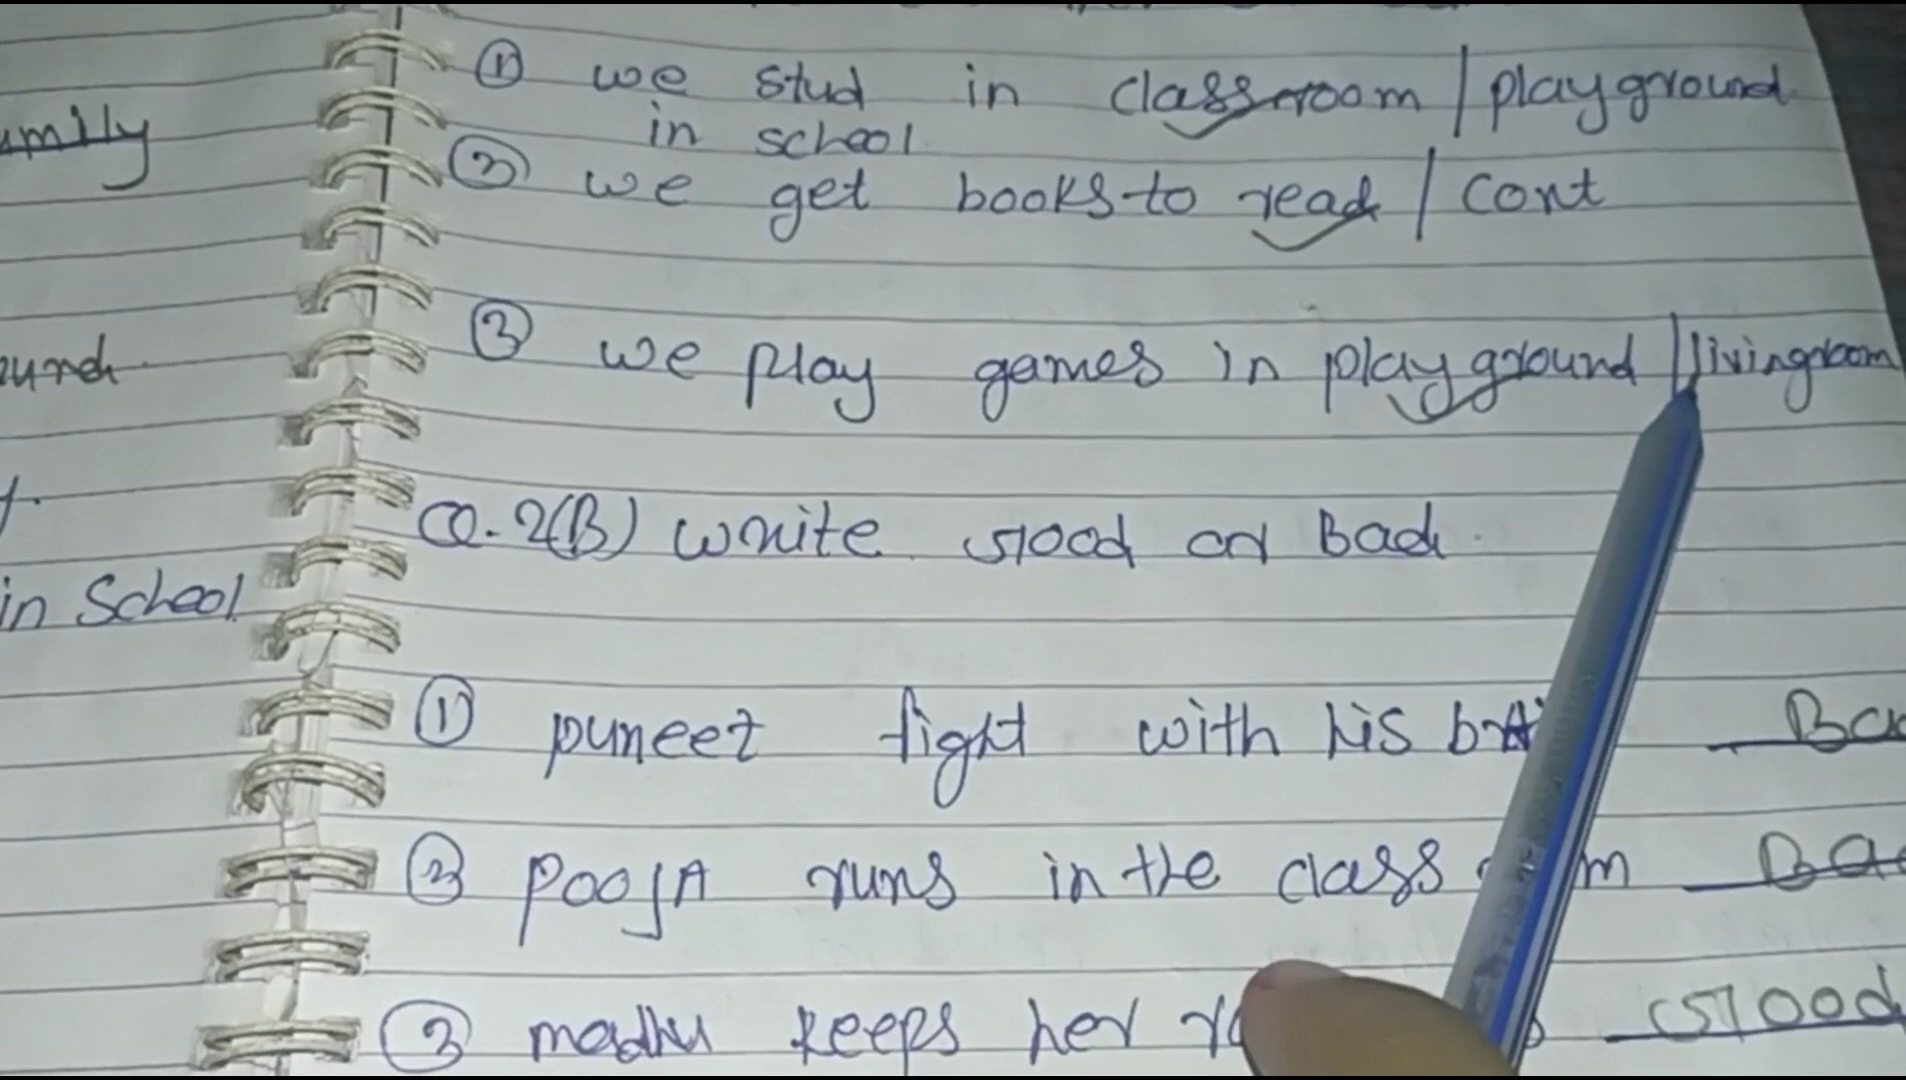 amily
ound
in School
① we stud in classroom / playground
in school
② we get books to read / cont
③ we play games in playground / livingroom
Q.2(B) write Good or Bad.
① puneet fight with his
② PoojA runs in the class
③ madhu keeps her Good